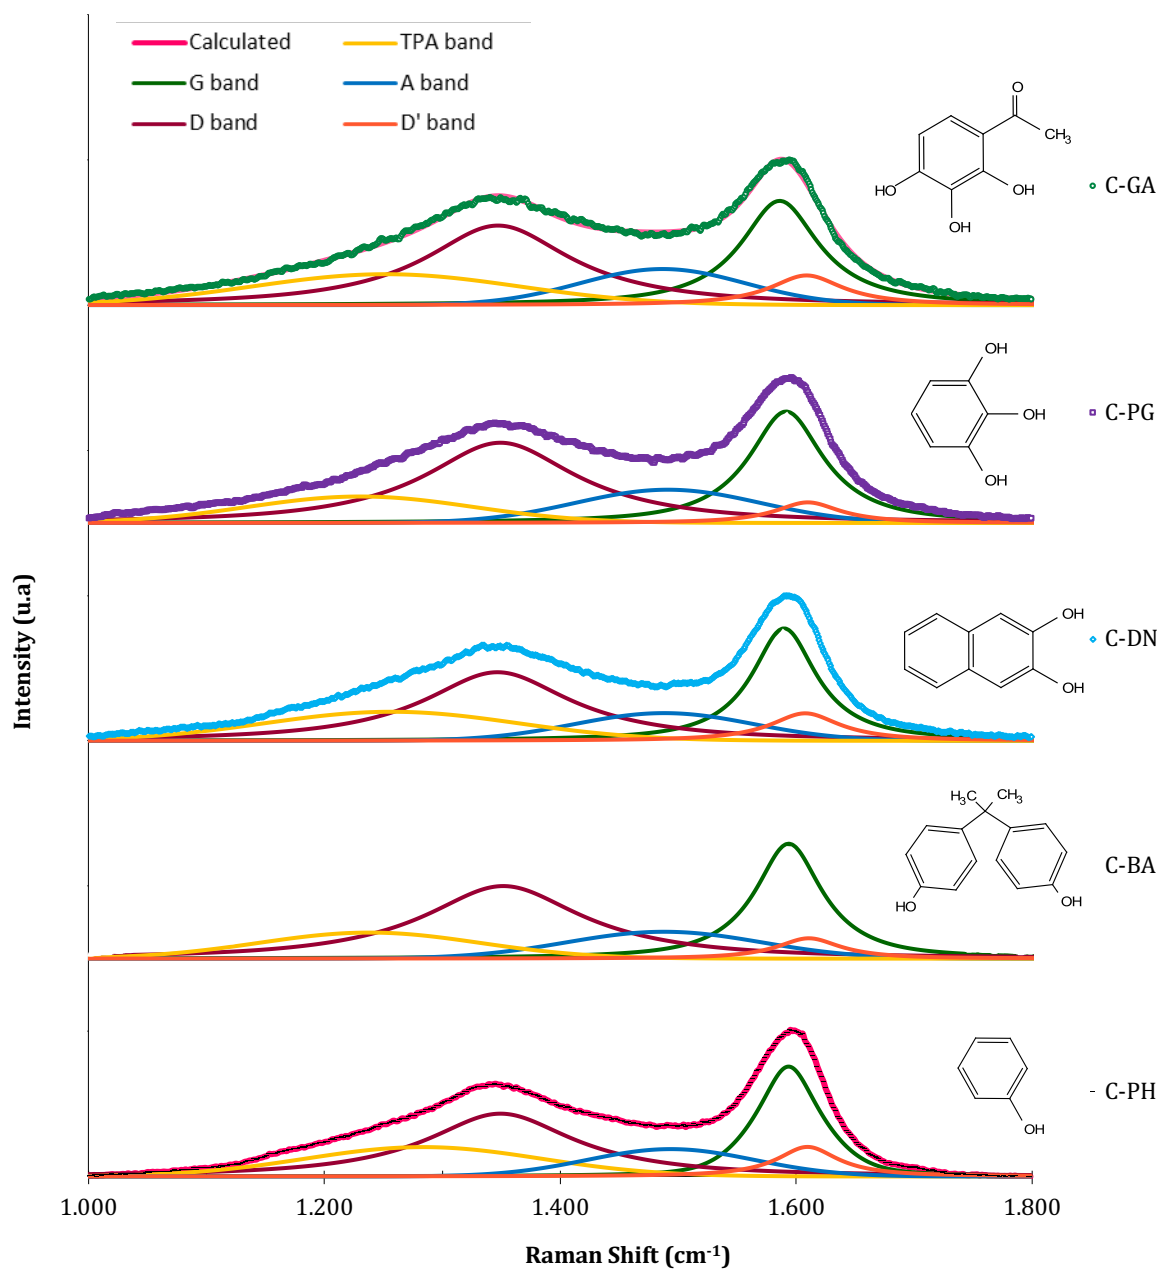 Calculated
TPA band
G band
A band
D band
D' band
O
CH3
HO
OH
OH
C-GA
OH
OH
OH
C-PG
OH
OH
C-DN
H3C
CH3
HO
OH
C-BA
OH
C-PH
Intensity (u.a)
1.000 1.200 1.400 1.600 1.800
Raman Shift (cm-1)